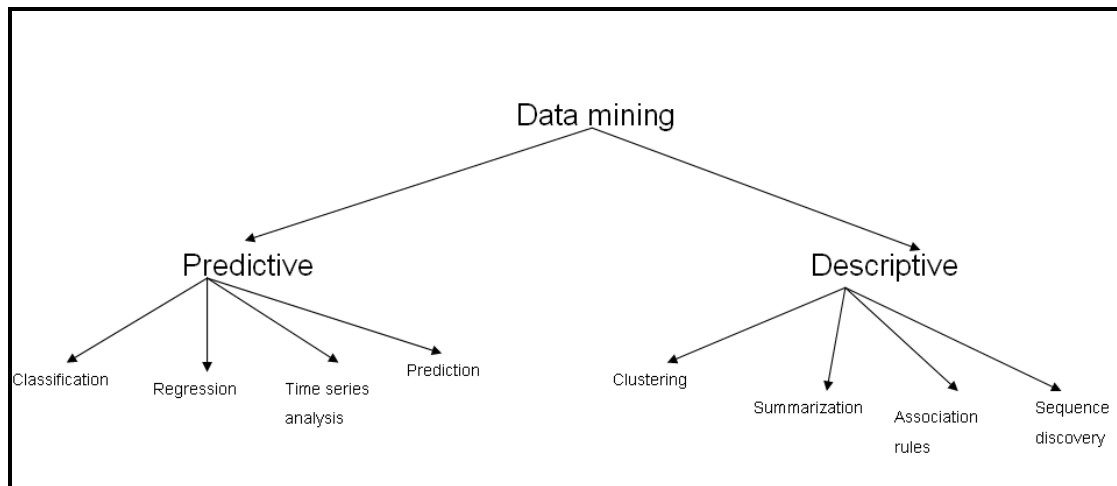 Data mining
Predictive
Descriptive
Classification
Regression
Time series
analysis
Prediction
Clustering
Summarization
Association
rules
Sequence
discovery